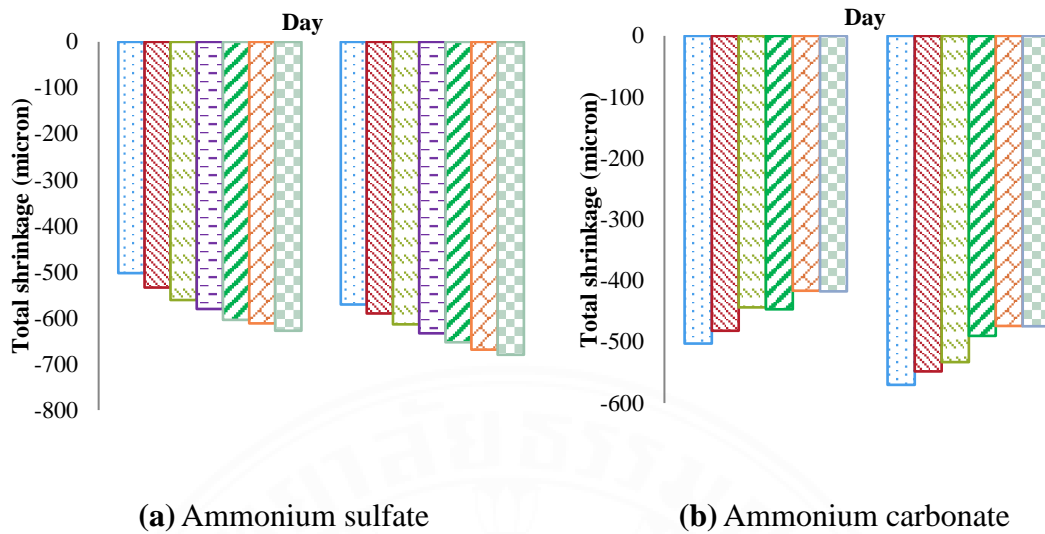 Day
Total shrinkage (micron)
0
-100
-200
-300
-400
-500
-600
-700
-800
(a) Ammonium sulfate
Day
Total shrinkage (micron)
0
-100
-200
-300
-400
-500
-600
(b) Ammonium carbonate